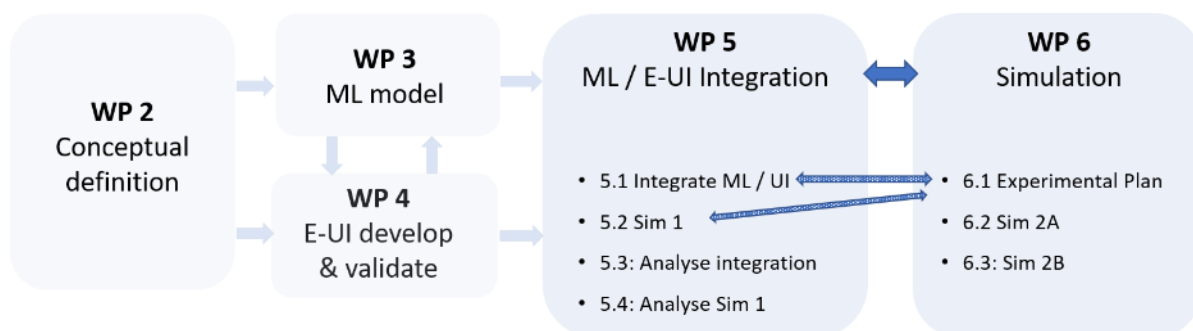 WP 2
Conceptual
definition
WP 3
ML model
WP 4
E-UI develop
& validate
WP 5
ML / E-UI Integration
• 5.1 Integrate ML / UI
• 5.2 Sim 1
• 5.3: Analyse integration
• 5.4: Analyse Sim 1
WP 6
Simulation
• 6.1 Experimental Plan
• 6.2 Sim 2A
• 6.3: Sim 2B